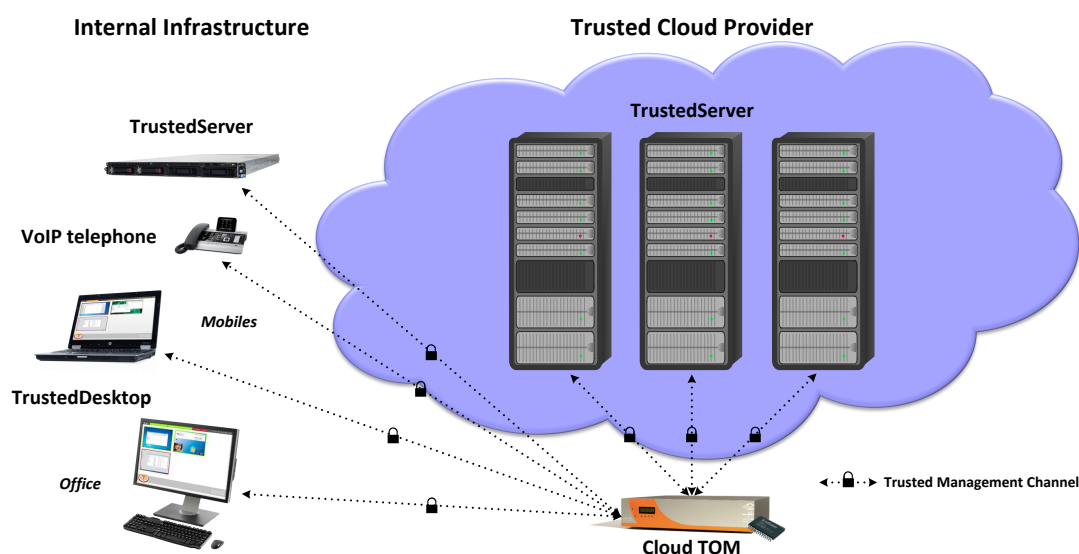 Internal Infrastructure
Trusted Cloud Provider
TrustedServer
TrustedServer
VoIP telephone
Mobiles
TrustedDesktop
Office
Trusted Management Channel
Cloud TOM